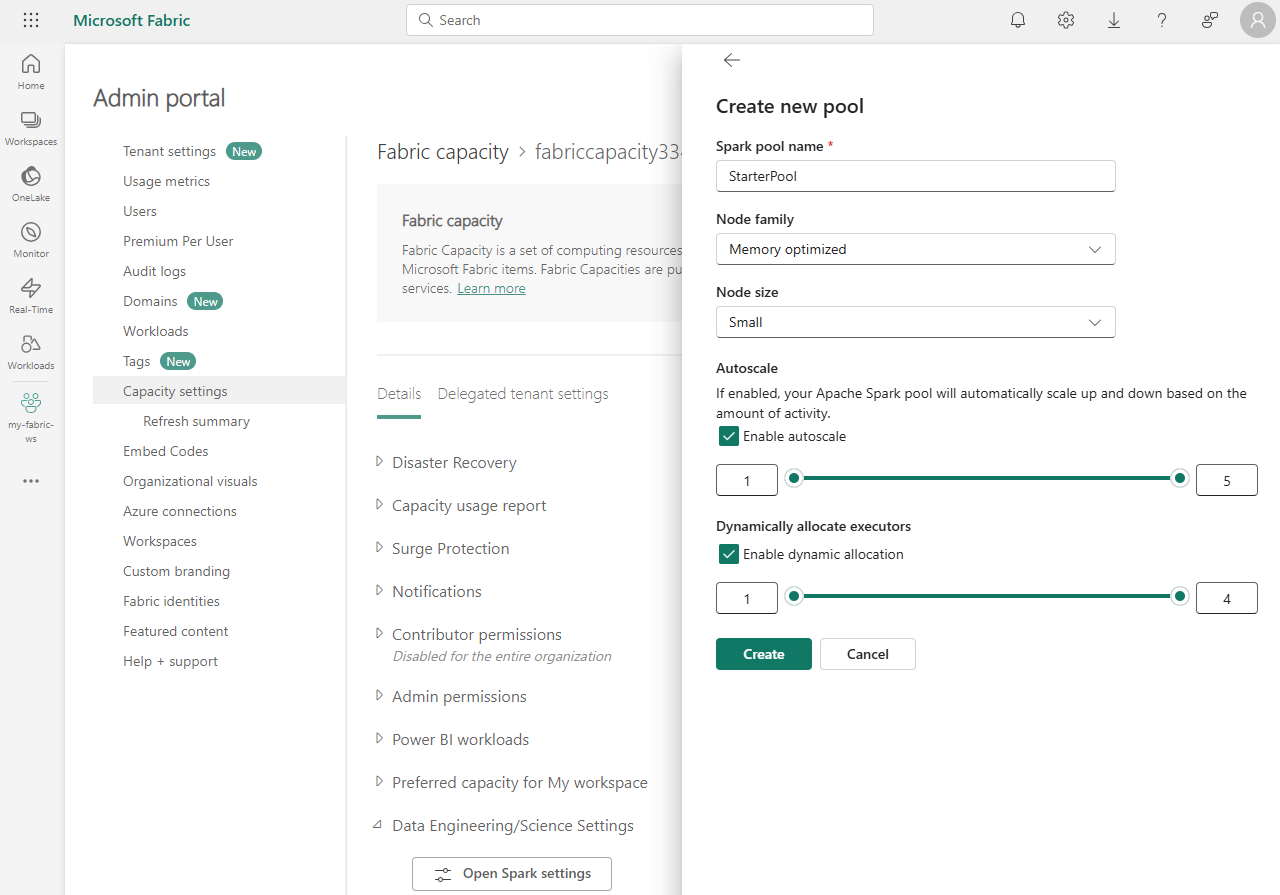 Microsoft Fabric
Search
Home
Workspaces
OneLake
Monitor
Real-Time
Workloads
my-fabric-
ws
Admin portal
Tenant settings New
Usage metrics
Users
Premium Per User
Audit logs
Domains New
Workloads
Tags New
Capacity settings
Refresh summary
Embed Codes
Organizational visuals
Azure connections
Workspaces
Custom branding
Fabric identities
Featured content
Help + support
Fabric capacity > fabriccapacity33
Fabric capacity
Fabric Capacity is a set of computing resources
Microsoft Fabric items. Fabric Capacities are pu
services. Learn more
Details Delegated tenant settings
Disaster Recovery
Capacity usage report
Surge Protection
Notifications
Contributor permissions
Disabled for the entire organization
Admin permissions
Power BI workloads
Preferred capacity for My workspace
Data Engineering/Science Settings
Open Spark settings
Create new pool
Spark pool name *
StarterPool
Node family
Memory optimized
Node size
Small
Autoscale
If enabled, your Apache Spark pool will automatically scale up and down based on the
amount of activity.
Enable autoscale
1 5
Dynamically allocate executors
Enable dynamic allocation
1 4
Create Cancel